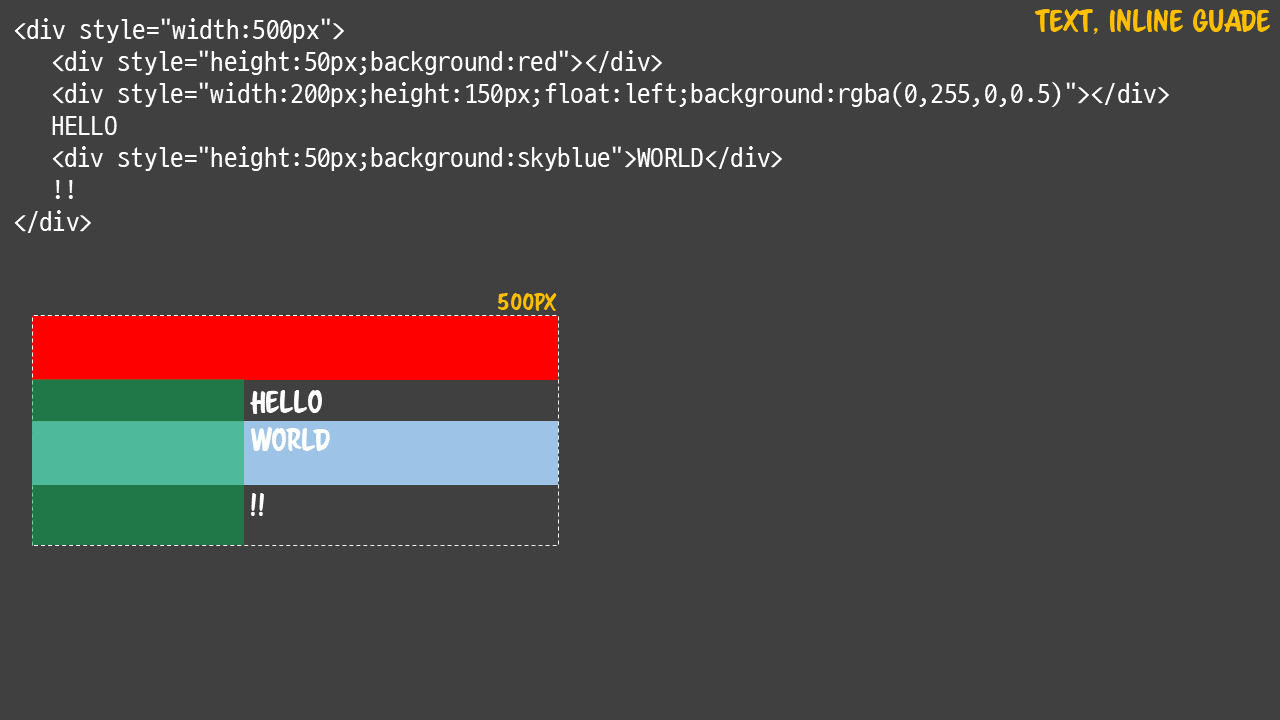 TEXT, INLINE GUADE
<div style="width:500px">
<div style="height:50px;background:red"></div>
<div style="width:200px;height:150px;float:left;background:rgba(0,255,0,0.5)"></div>
HELLO
<div style="height:50px;background:skyblue">WORLD</div>
!!
</div>
500PX
HELLO
WORLD
!!